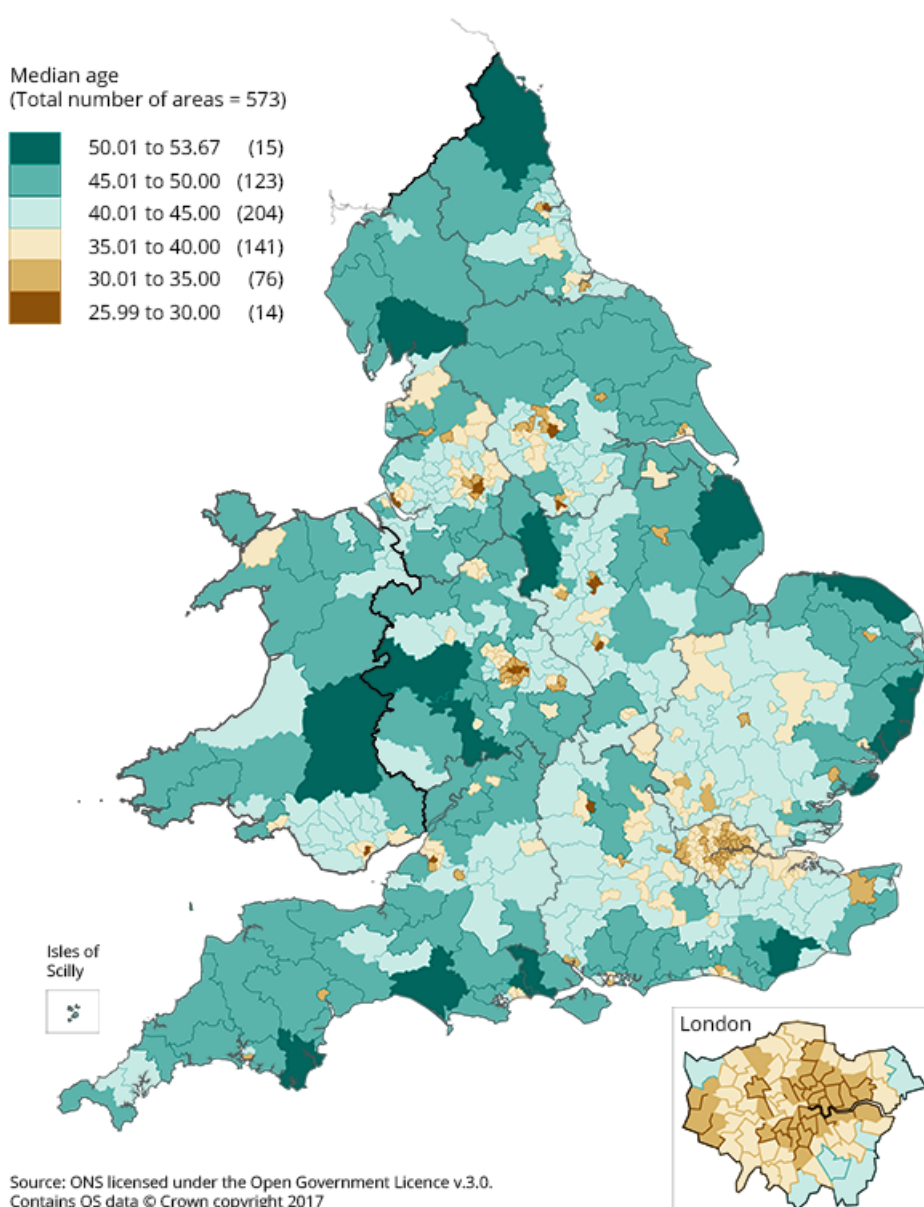 Median age
(Total number of areas = 573)
50.01 to 53.67 (15)
45.01 to 50.00 (123)
40.01 to 45.00 (204)
35.01 to 40.00 (141)
30.01 to 35.00 (76)
25.99 to 30.00 (14)
Isles of
Scilly
London
Source: ONS licensed under the Open Government Licence v.3.0.
Contains OS data © Crown copyright 2017